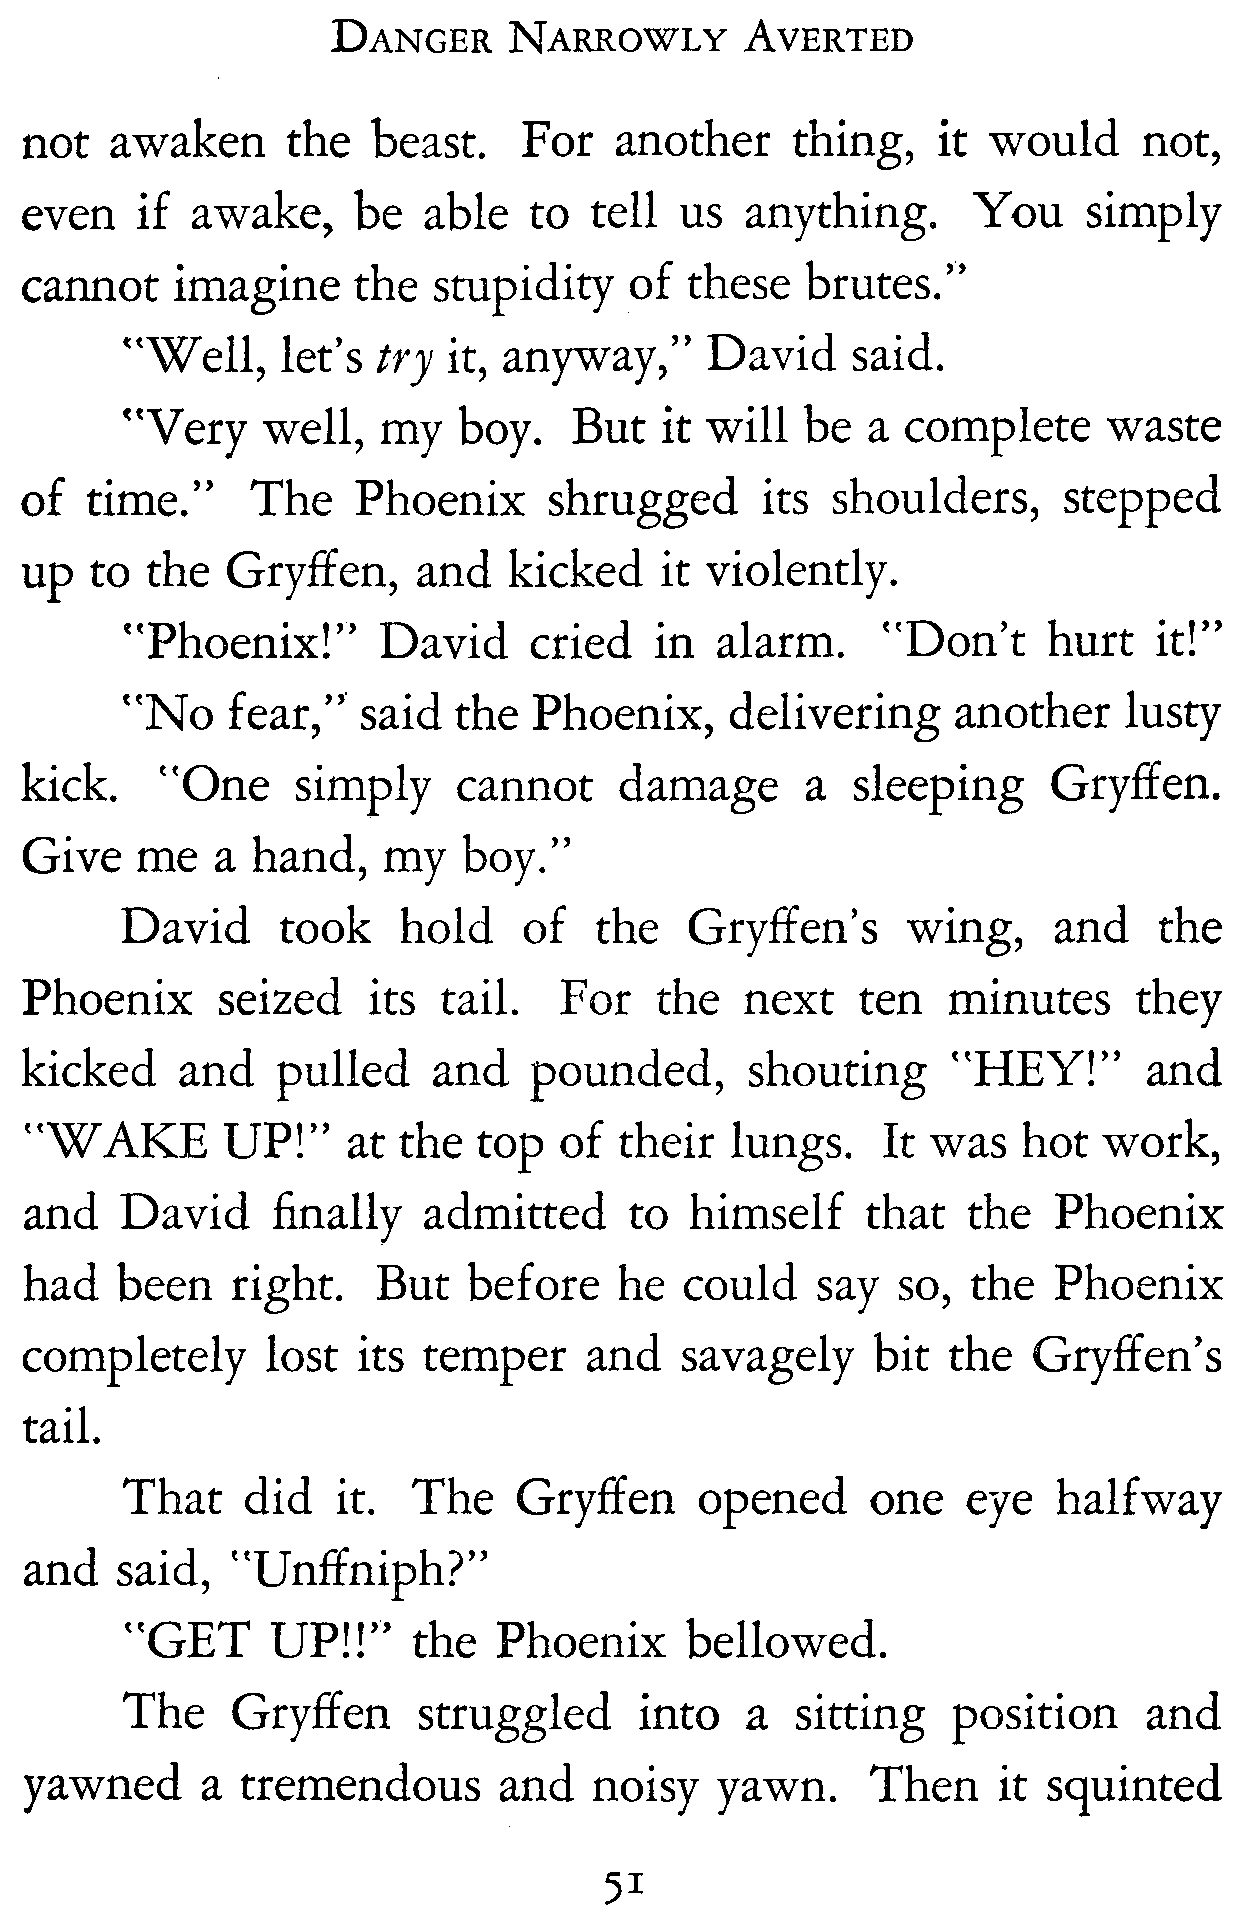 DANGER NARROWLY AVERTED
not awaken the beast. For another thing, it would not,
even if awake, be able to tell us anything. You simply
cannot imagine the stupidity of these brutes.”
“Well, let’s try it, anyway,” David said.
“Very well, my boy. But it will be a complete waste
of time.” The Phoenix shrugged its shoulders, stepped
up to the Gryffen, and kicked it violently.
“Phoenix!” David cried in alarm. “Don’t hurt it!”
“No fear,” said the Phoenix, delivering another lusty
kick. “One simply cannot damage a sleeping Gryffen.
Give me a hand, my boy.”
David took hold of the Gryffen’s wing, and the
Phoenix seized its tail. For the next ten minutes they
kicked and pulled and pounded, shouting “HEY!” and
“WAKE UP!” at the top of their lungs. It was hot work,
and David finally admitted to himself that the Phoenix
had been right. But before he could say so, the Phoenix
completely lost its temper and savagely bit the Gryffen’s
tail.
That did it. The Gryffen opened one eye halfway
and said, “Unffniph?”
“GET UP!!” the Phoenix bellowed.
The Gryffen struggled into a sitting position and
yawned a tremendous and noisy yawn. Then it squinted
51